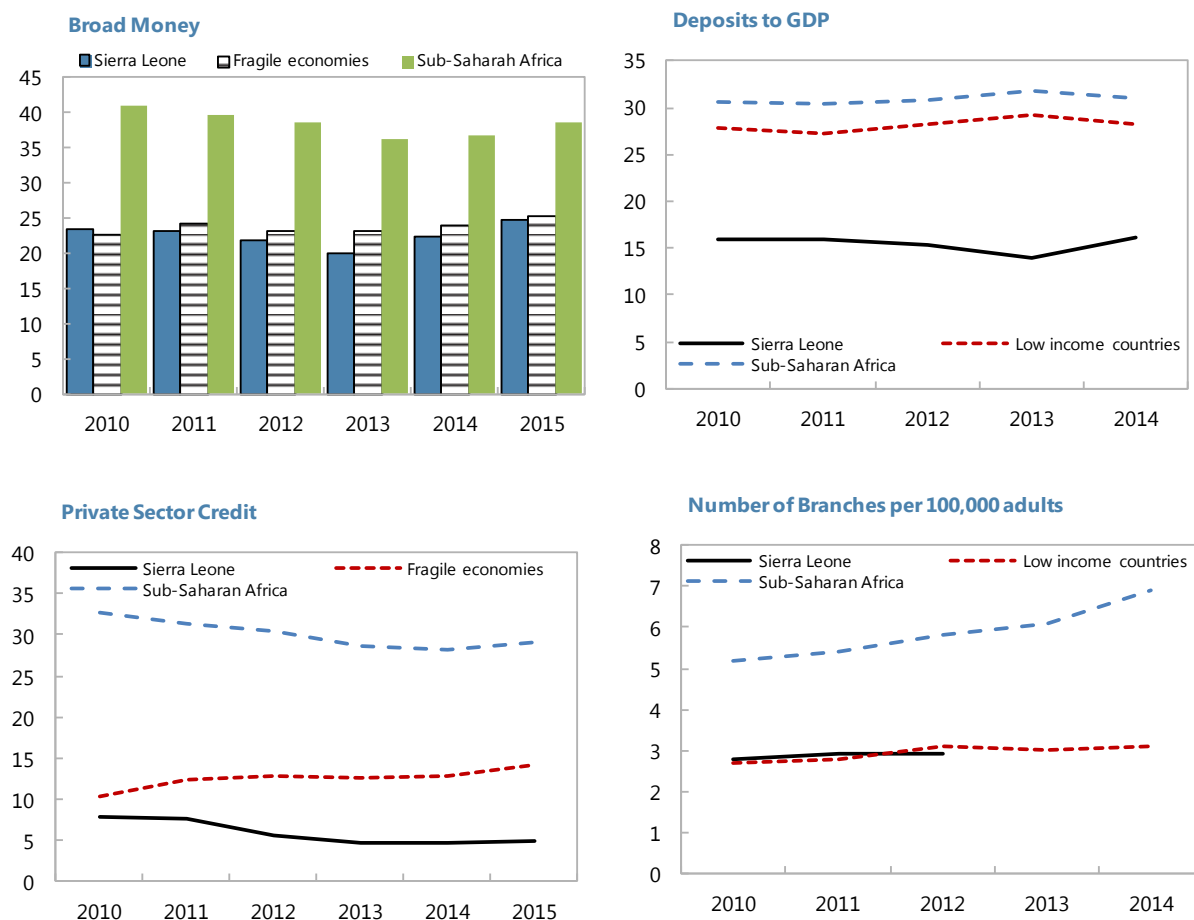 Broad Money
Sierra Leone Fragile economies Sub-Saharah Africa
45
40
35
30
25
20
15
10
5
0
2010 2011 2012 2013 2014 2015
Deposits to GDP
35
30
25
20
15
10
5
0
Sierra Leone Low income countries
Sub-Saharan Africa
2010 2011 2012 2013 2014
Private Sector Credit
40
35
30
25
20
15
10
5
0
Sierra Leone Fragile economies
Sub-Saharan Africa
2010 2011 2012 2013 2014 2015
Number of Branches per 100,000 adults
8
7
6
5
4
3
2
1
0
Sierra Leone Low income countries
Sub-Saharan Africa
2010 2011 2012 2013 2014